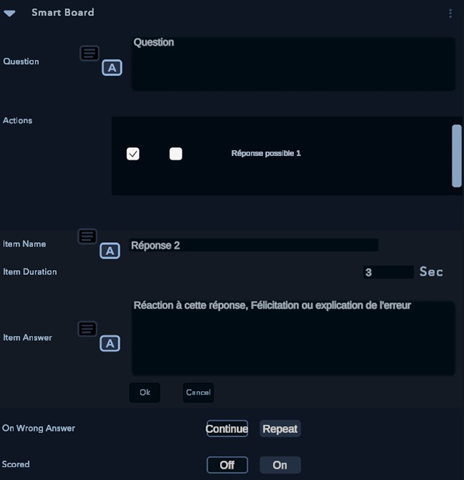 Smart Board
Question
Question
A
Actions
Réponse possible 1
Item Name
A
Réponse 2
Item Duration
3 Sec
Réaction à cette réponse, Félicitation ou explication de l'erreur
Item Answer
A
Ok Cancel
On Wrong Answer Continue Repeat
Scored Off On